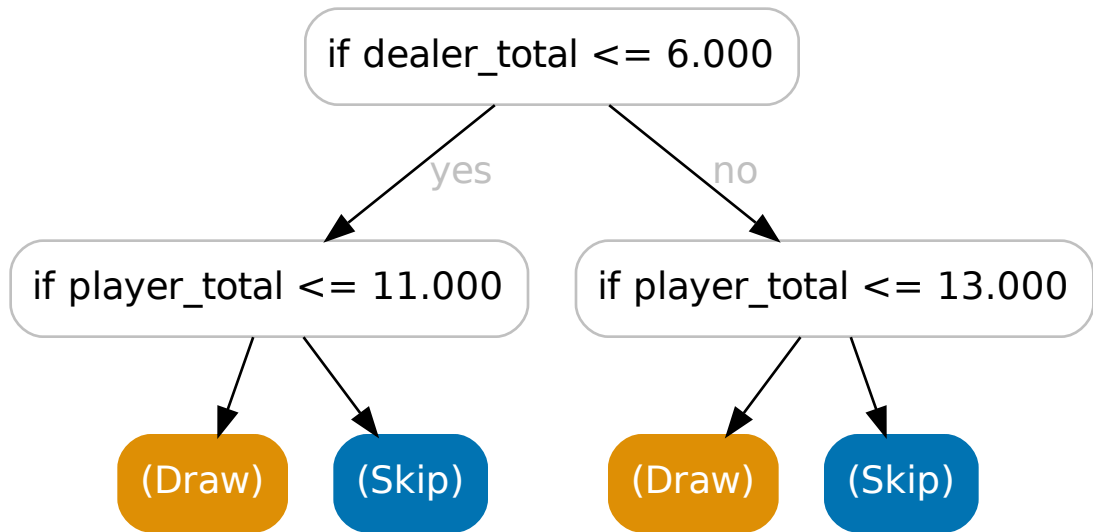 if dealer_total <= 6.000
yes
no
if player_total <= 11.000
if player_total <= 13.000
(Draw)
(Skip)
(Draw)
(Skip)